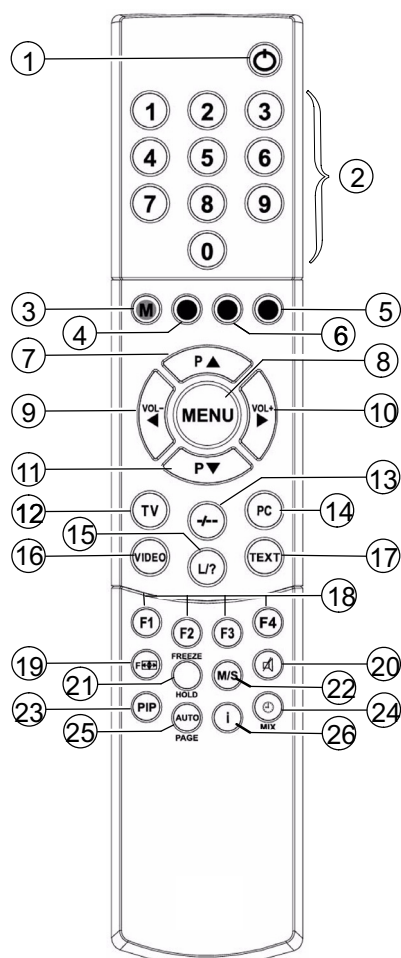 1
1 2 3
4 5 6
2
7 8 9
0
3 M 5
4 6
7 P▲ 8
9 VOL- MENU VOL+ 10
11 P▼
13
12 TV -/-- PC 14
15
16 VIDEO L/? TEXT 17
18
F1 F2 F3 F4
FREEZE
19 F M/S 20
21 HOLD 22
23 PIP AUTO i 24
25 PAGE 26 MIX